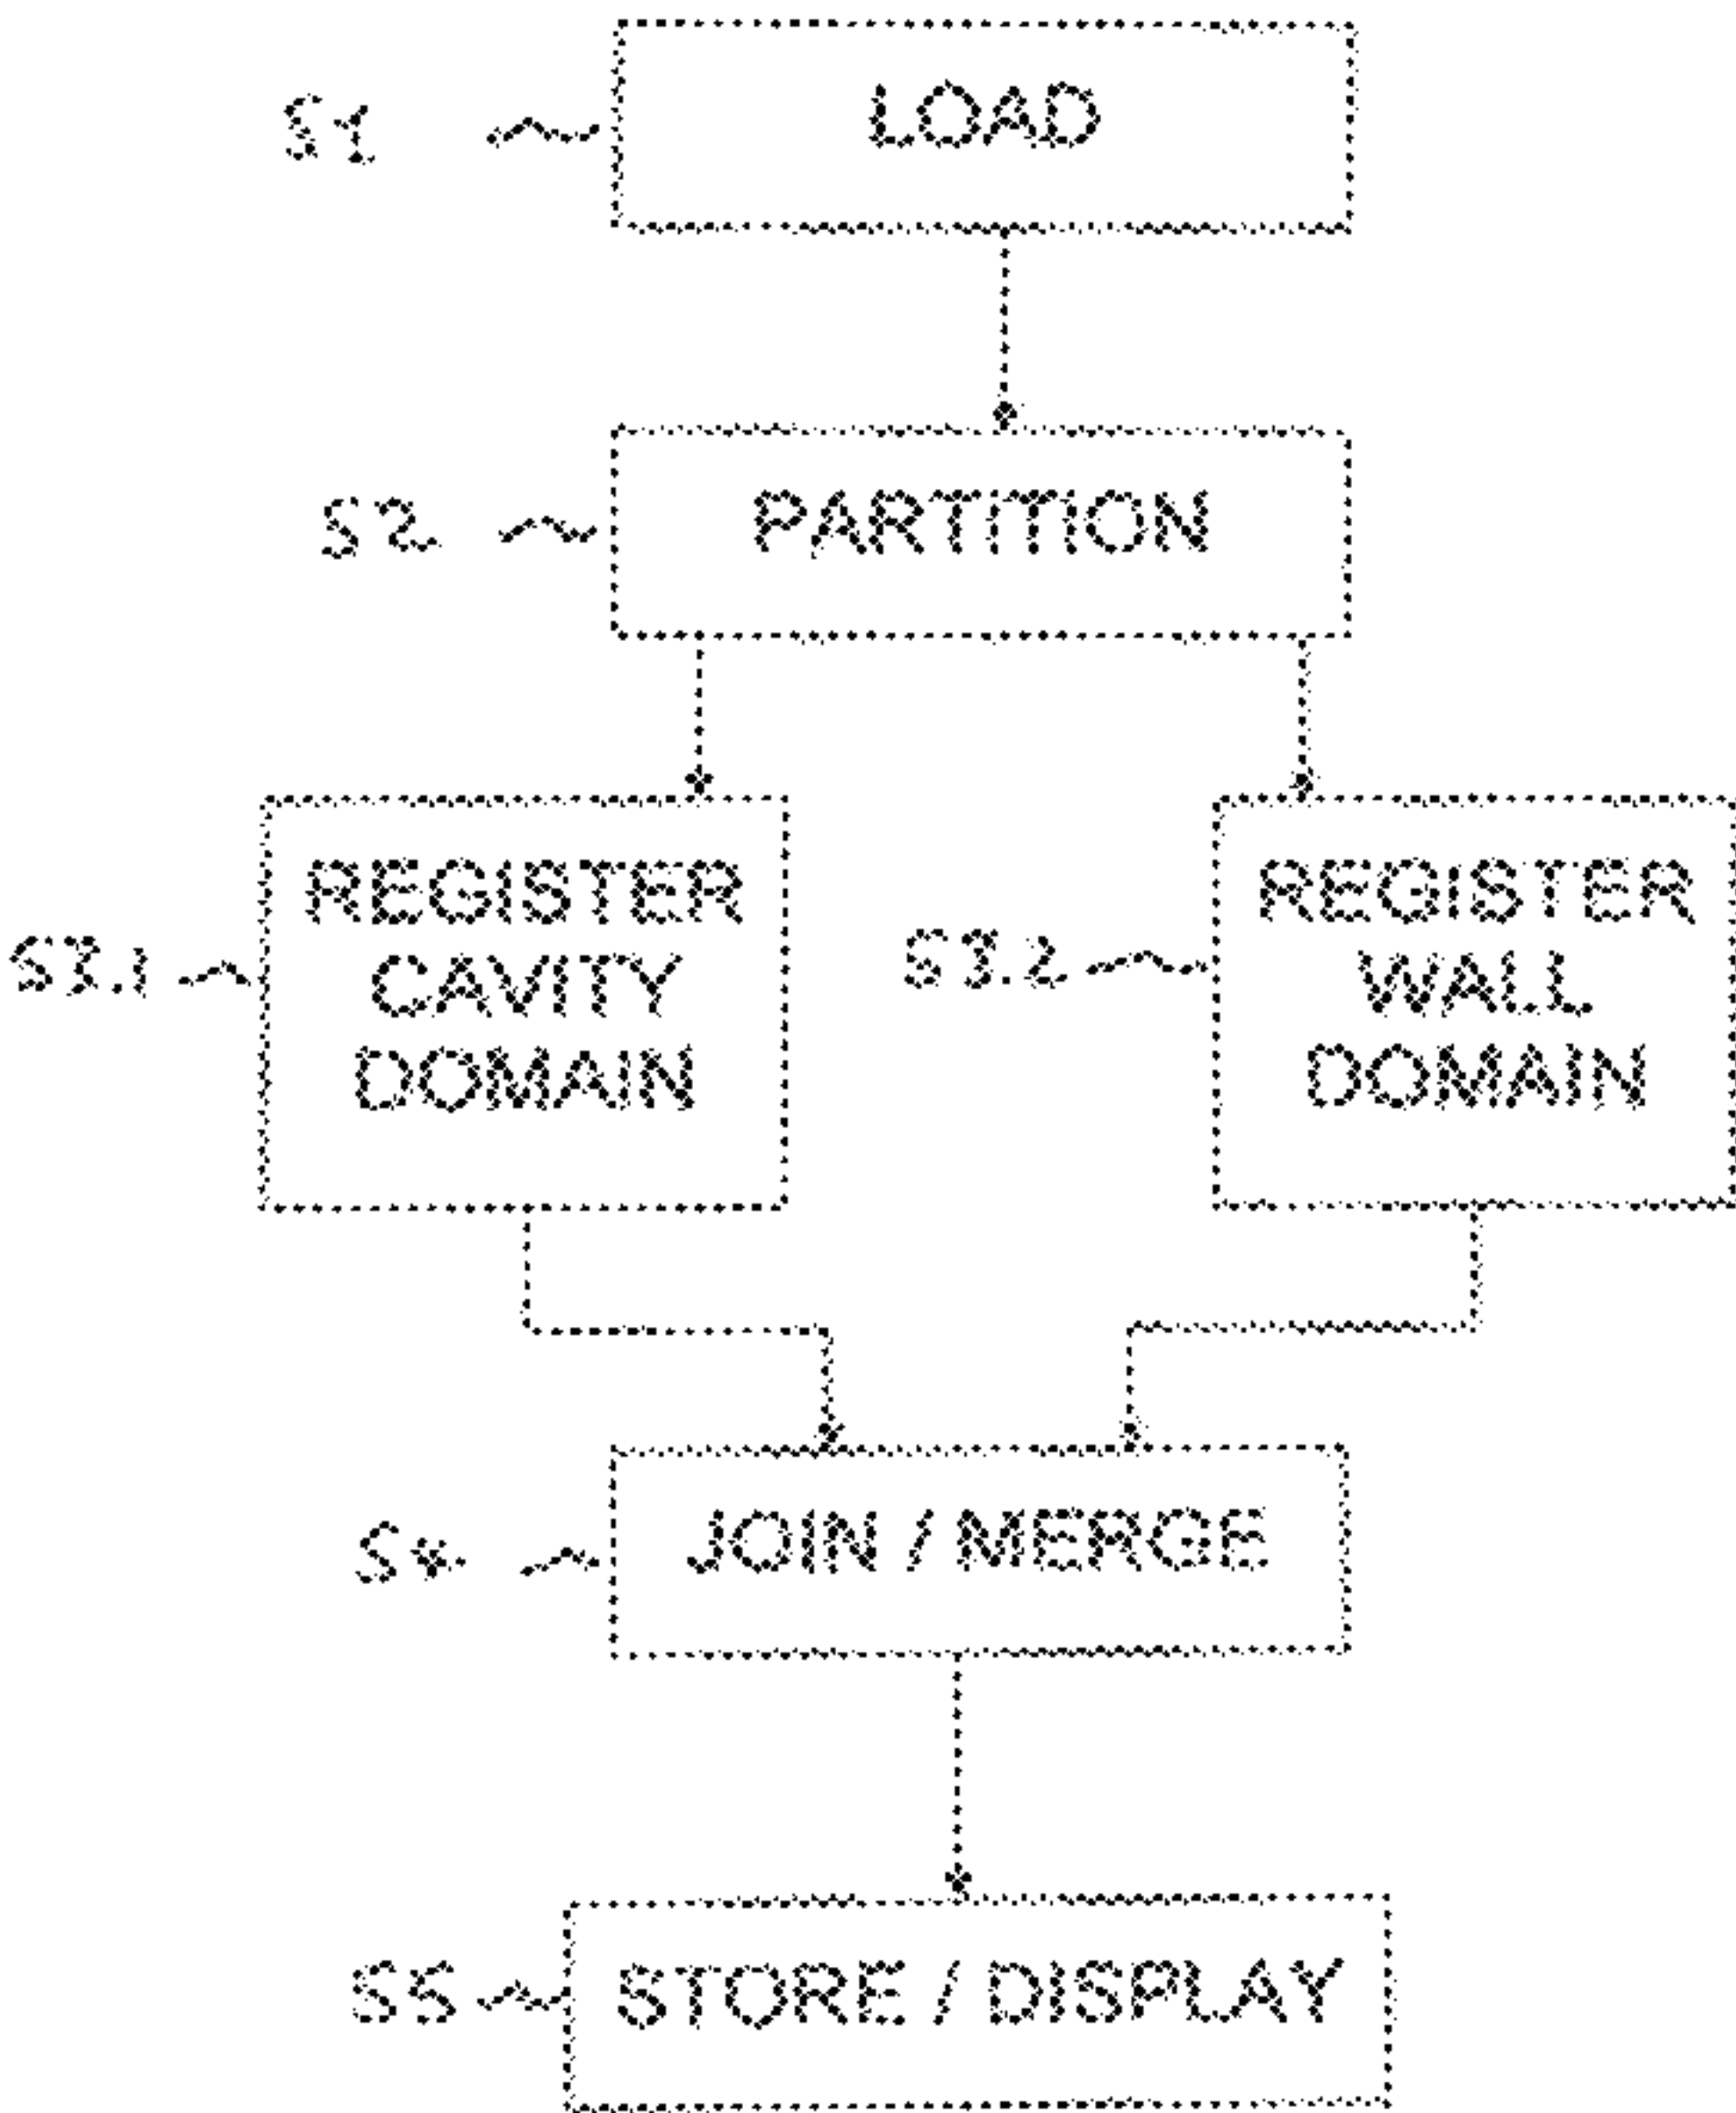 S1
LOAD
S2
PARTITION
S3.1
REGISTER
CAVITY
DOMAIN
S3.2
REGISTER
WALL
DOMAIN
S4
JOIN / MERGE
S5
STORE / DISPLAY